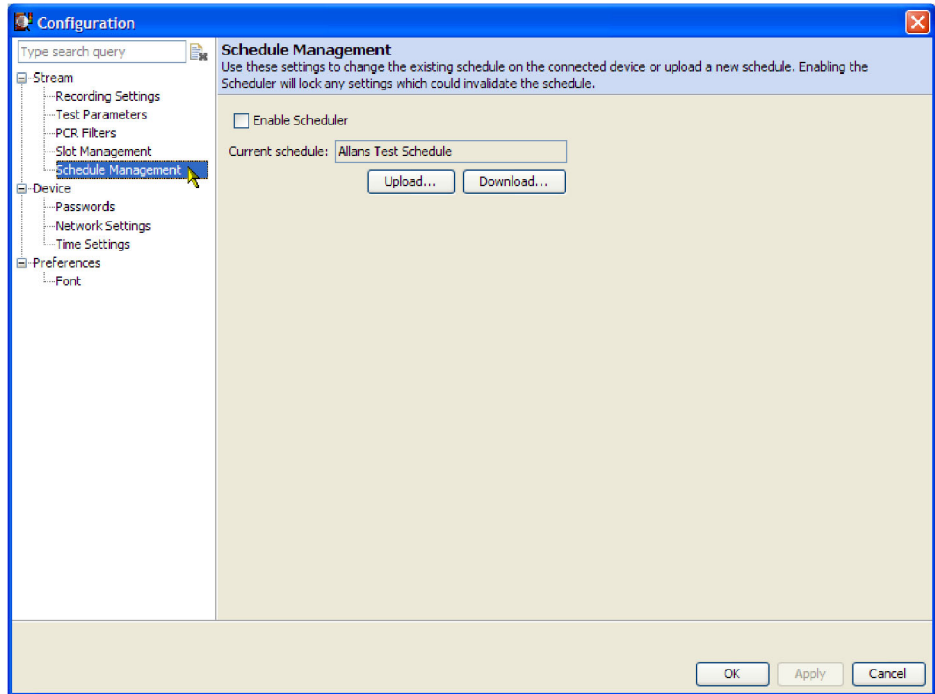 Configuration
Type search query
Stream
Recording Settings
Test Parameters
PCR Filters
Slot Management
Schedule Management
Device
Passwords
Network Settings
Time Settings
Preferences
Font
Schedule Management
Use these settings to change the existing schedule on the connected device or upload a new schedule. Enabling the
Scheduler will lock any settings which could invalidate the schedule.
Enable Scheduler
Current schedule: Allans Test Schedule
Upload... Download...
OK Apply Cancel